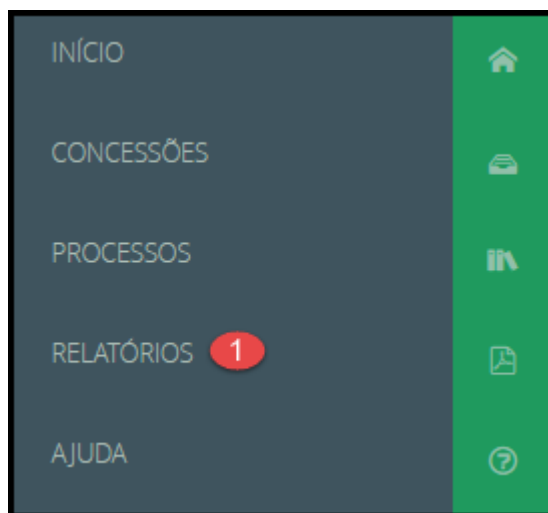 INÍCIO
CONCESSÕES
PROCESSOS
RELATÓRIOS 1
AJUDA